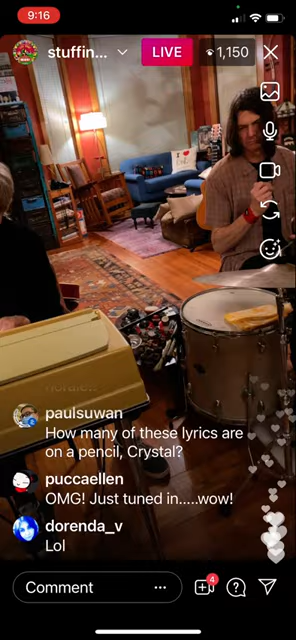 9:16
stuffin...
LIVE
1,150
paulsuwan
How many of these lyrics are
on a pencil, Crystal?
puccaellen
OMG! Just tuned in.....wow!
dorenda_v
Lol
Comment
4